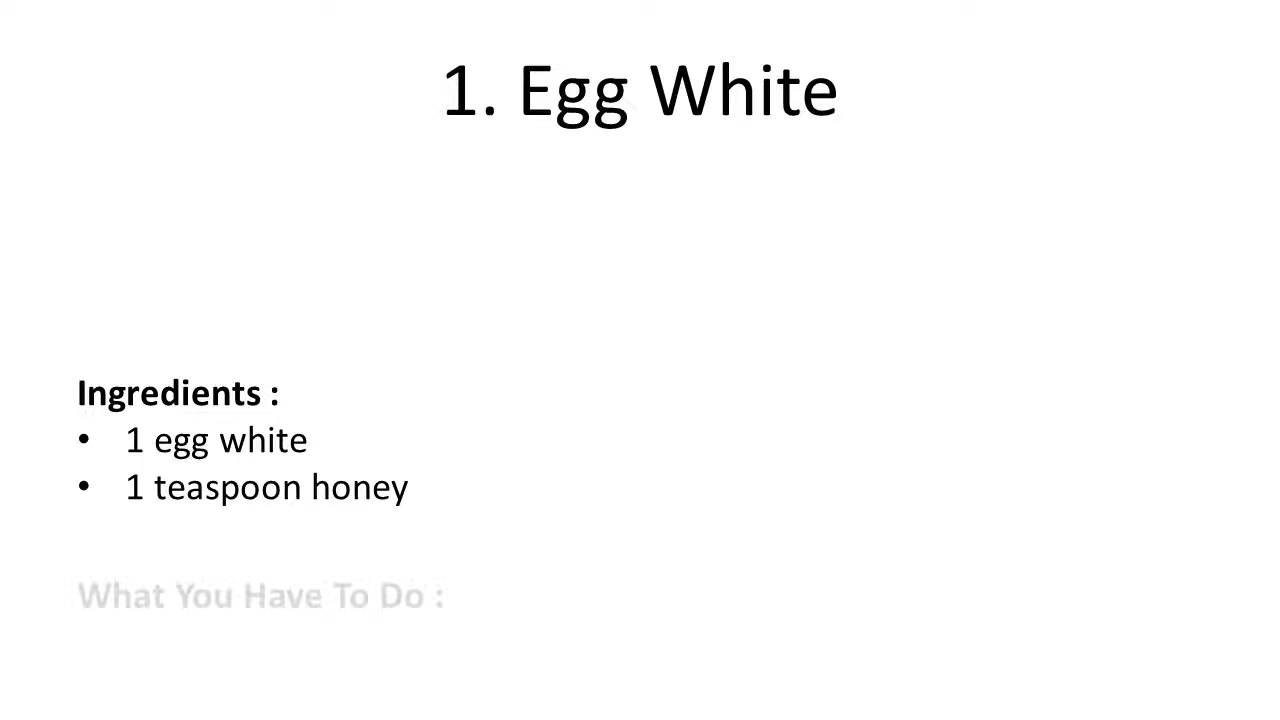 1. Egg White
Ingredients :
• 1 egg white
• 1 teaspoon honey
What You Have To Do :